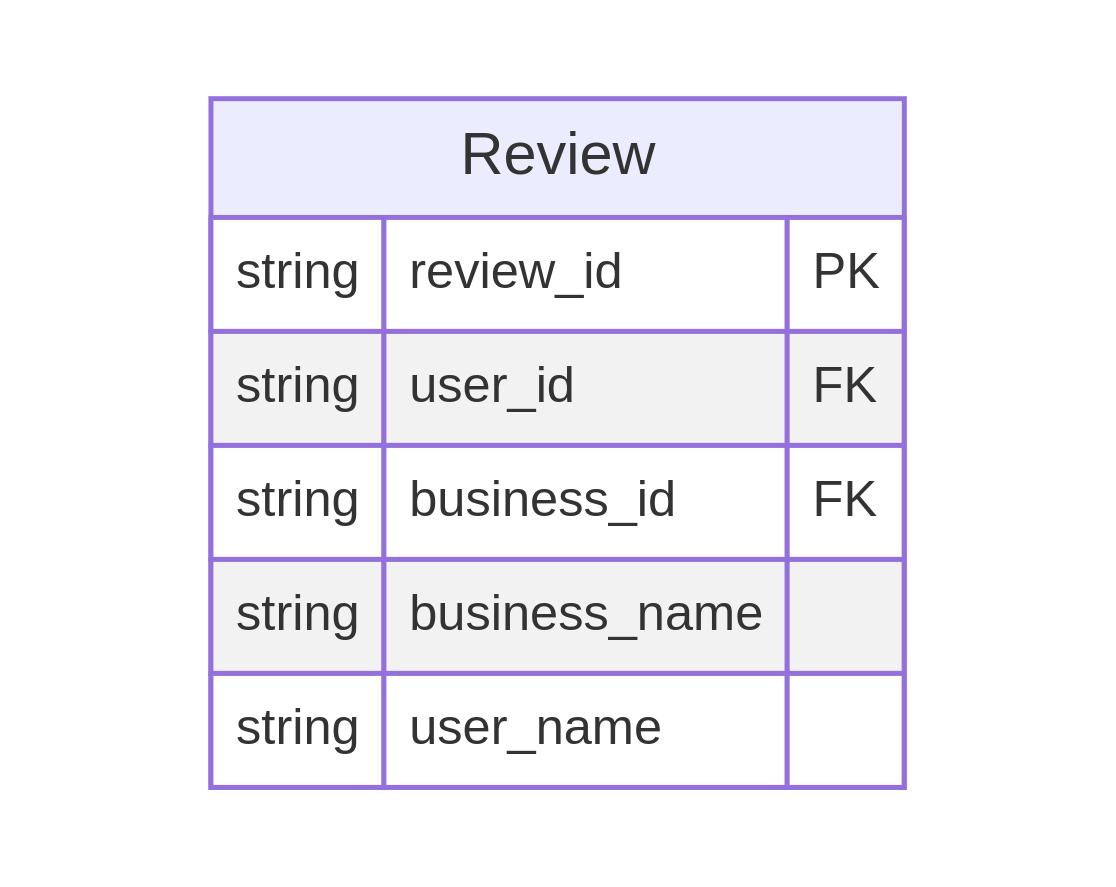 Review
string review_id PK
string user_id FK
string business_id FK
string business_name
string user_name